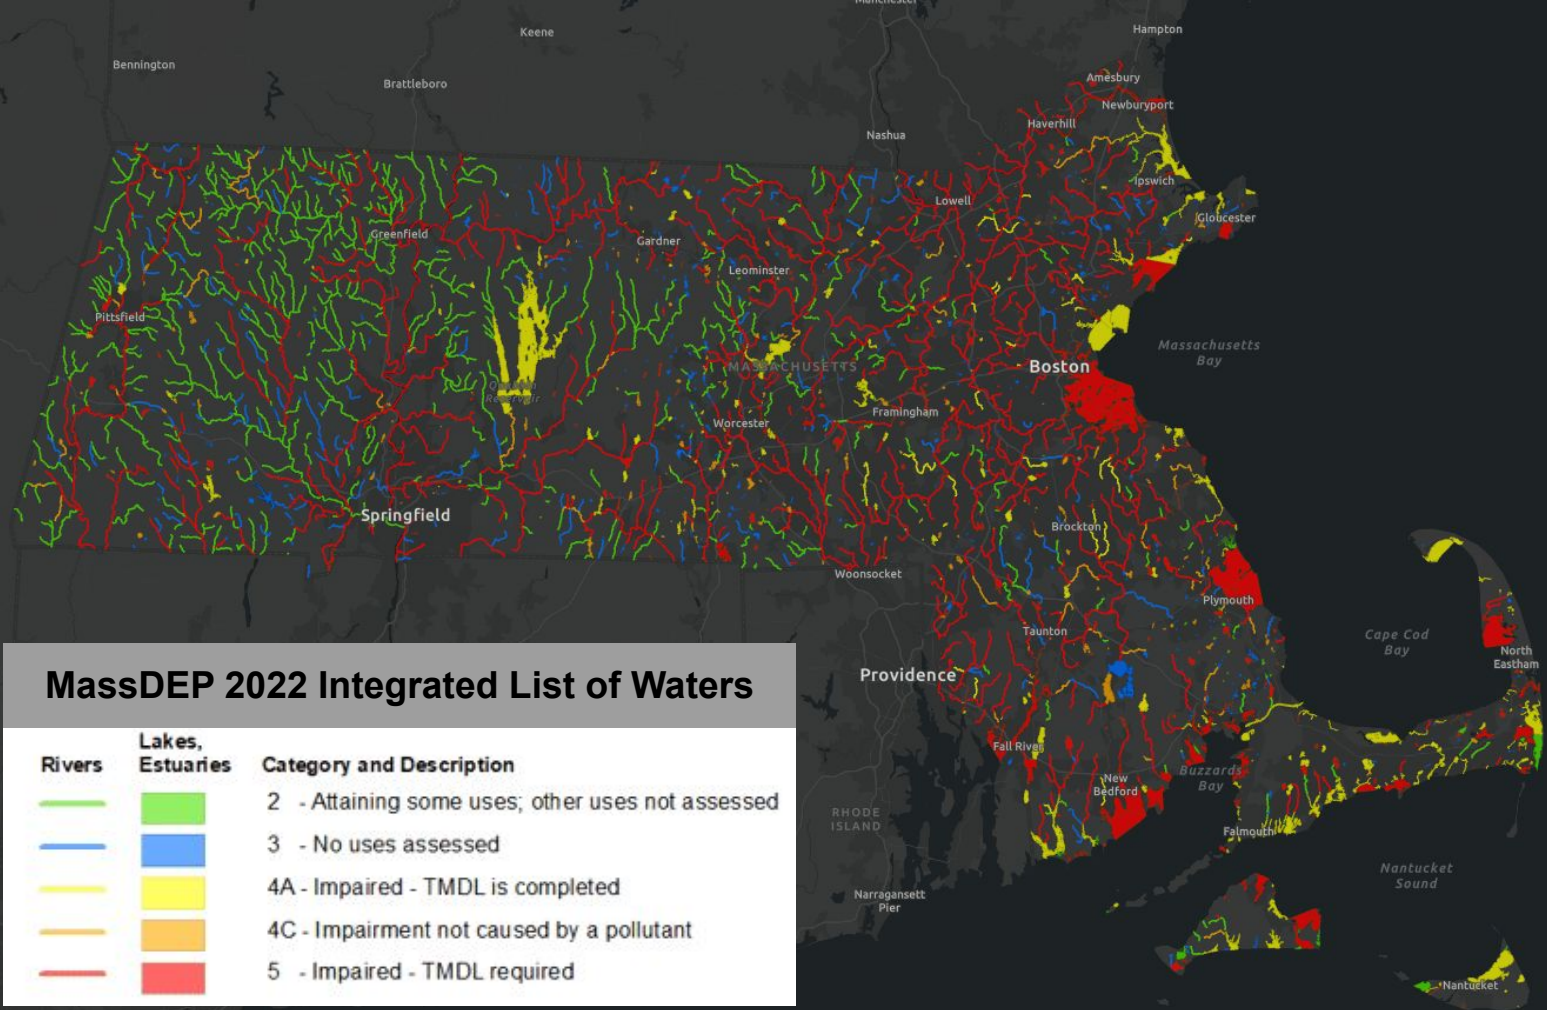 Manchester
Keene
Hampton
Bennington
Brattleboro
Amesbury
Newburyport
Haverhill
Nashua
Ipswich
Lowell
Gloucester
Greenfield
Gardner
Leominster
Pittsfield
Massachusetts
Bay
MASSACHUSETTS
Boston
Quabbin
Reservoir
Framingham
Worcester
Springfield
Brockton
Woonsocket
Plymouth
Taunton
Cape Cod
Bay
North
Eastham
Providence
Fall River
Buzzards
Bay
New
Bedford
RHODE
ISLAND
Falmouth
Nantucket
Sound
Narragansett
Pier
Nantucket
MassDEP 2022 Integrated List of Waters
Rivers Lakes, Estuaries Category and Description
2 - Attaining some uses; other uses not assessed
3 - No uses assessed
4A - Impaired - TMDL is completed
4C - Impairment not caused by a pollutant
5 - Impaired - TMDL required